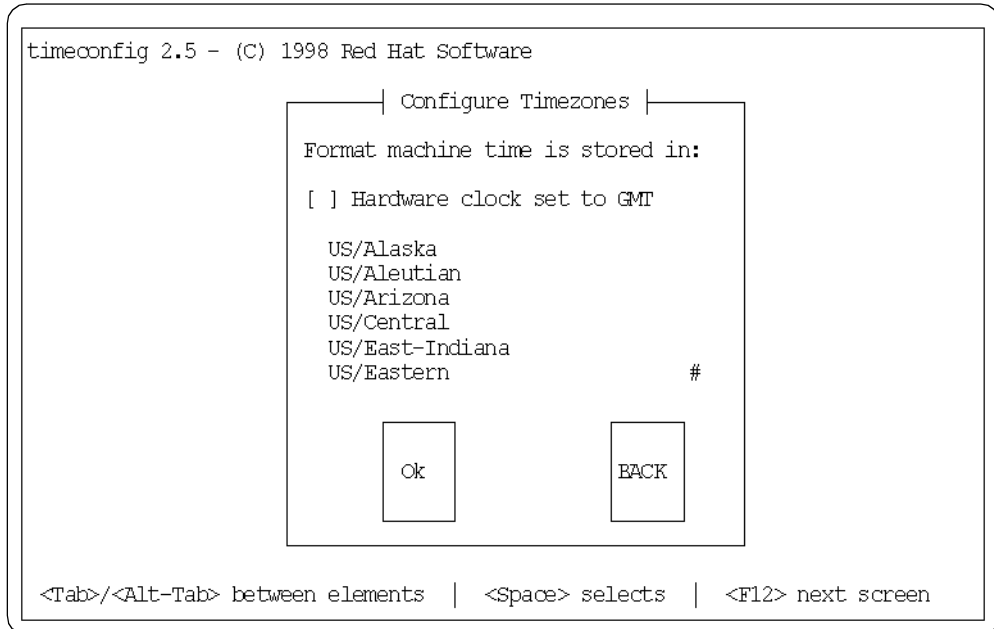 timeconfig 2.5 - (C) 1998 Red Hat Software
Configure Timezones
Format machine time is stored in:
[ ] Hardware clock set to GMT
US/Alaska
US/Aleutian
US/Arizona
US/Central
US/East-Indiana
US/Eastern #
Ok BACK
<Tab>/<Alt-Tab> between elements | <Space> selects | <F12> next screen